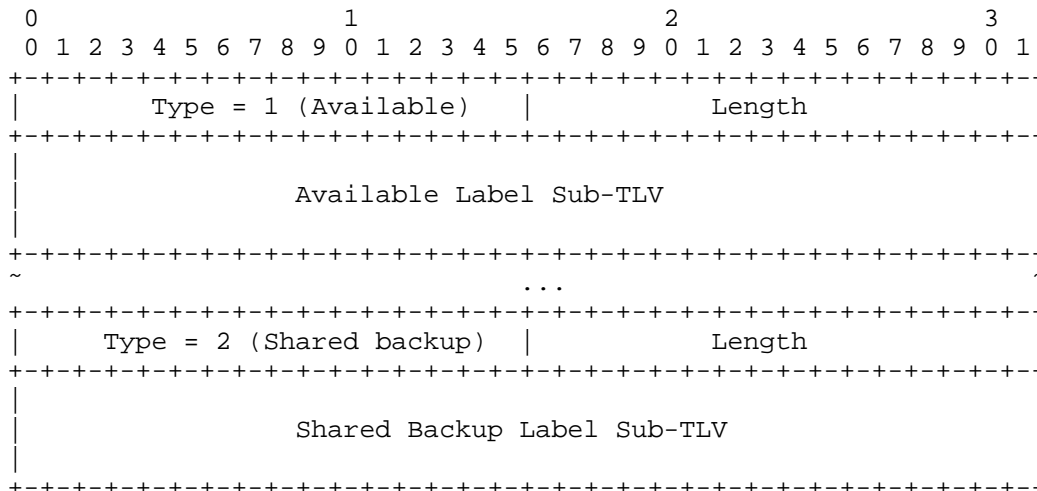 0                   1                   2                   3
 0 1 2 3 4 5 6 7 8 9 0 1 2 3 4 5 6 7 8 9 0 1 2 3 4 5 6 7 8 9 0 1
+-+-+-+-+-+-+-+-+-+-+-+-+-+-+-+-+-+-+-+-+-+-+-+-+-+-+-+-+-+-+-+-
|        Type = 1 (Available)   |           Length
+-+-+-+-+-+-+-+-+-+-+-+-+-+-+-+-+-+-+-+-+-+-+-+-+-+-+-+-+-+-+-+-
|
|                 Available Label Sub-TLV
|
+-+-+-+-+-+-+-+-+-+-+-+-+-+-+-+-+-+-+-+-+-+-+-+-+-+-+-+-+-+-+-+-
~                               ...                             ~
+-+-+-+-+-+-+-+-+-+-+-+-+-+-+-+-+-+-+-+-+-+-+-+-+-+-+-+-+-+-+-+-
|     Type = 2 (Shared backup)  |           Length
+-+-+-+-+-+-+-+-+-+-+-+-+-+-+-+-+-+-+-+-+-+-+-+-+-+-+-+-+-+-+-+-
|
|                 Shared Backup Label Sub-TLV
|
+-+-+-+-+-+-+-+-+-+-+-+-+-+-+-+-+-+-+-+-+-+-+-+-+-+-+-+-+-+-+-+-